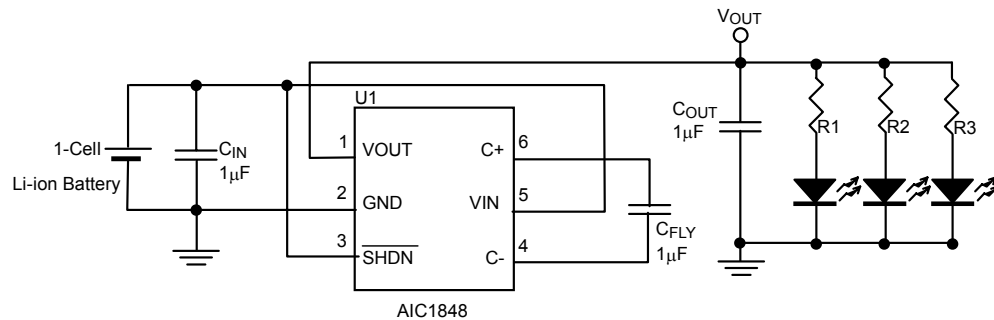 VOUT
U1
1-Cell
Li-ion Battery
CIN
1µF
1
VOUT
2
GND
3
SHDN
C+
6
VIN
5
C-
4
AIC1848
CFLY
1µF
COUT
1µF
R1
R2
R3